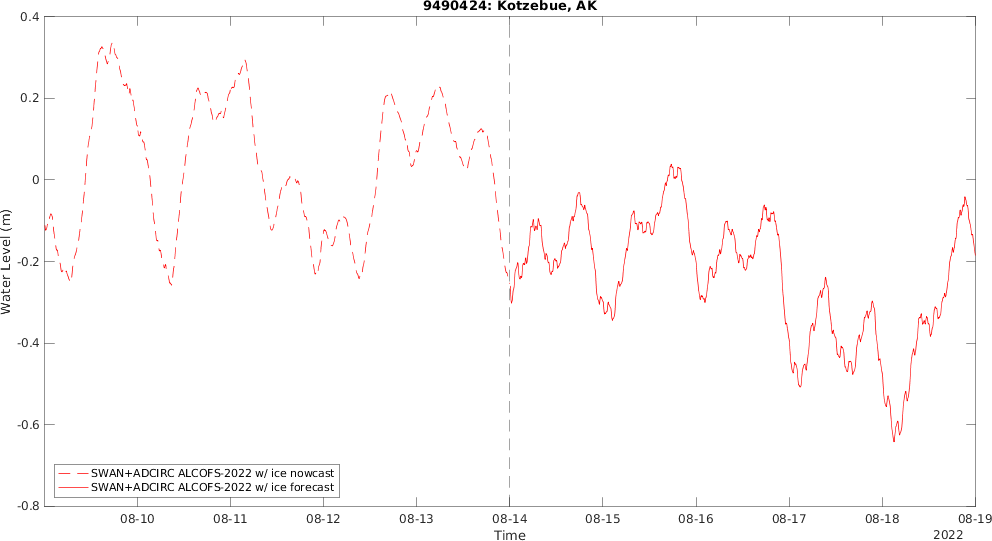 9490424: Kotzebue, AK
Water Level (m)
0.4
0.2
0
-0.2
-0.4
-0.6
-0.8
SWAN+ADCIRC ALCOFS-2022 w/ ice nowcast
SWAN+ADCIRC ALCOFS-2022 w/ ice forecast
08-10 08-11 08-12 08-13 08-14 08-15 08-16 08-17 08-18 08-19
Time
2022